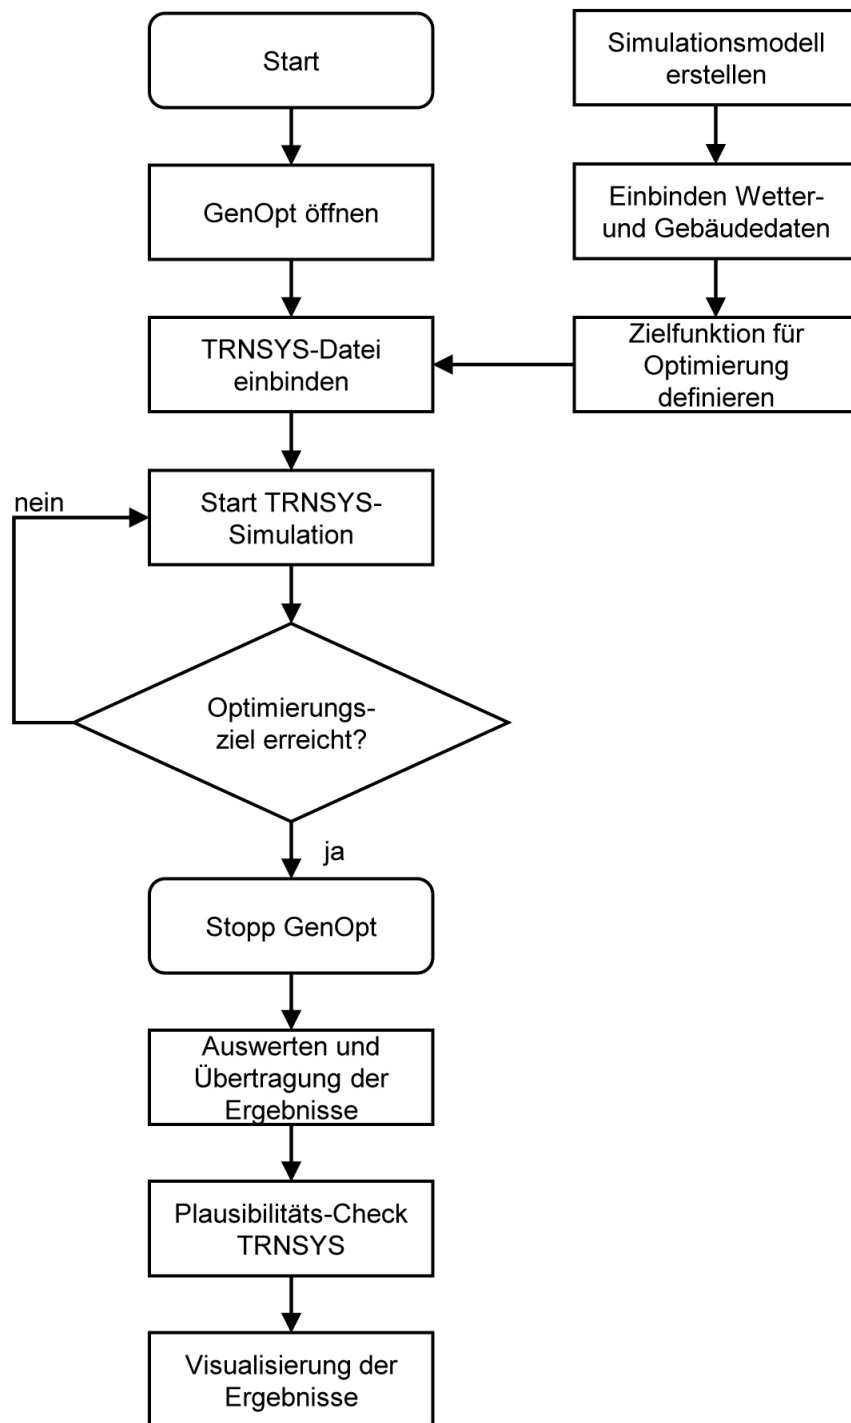 Start
GenOpt öffnen
Simulationsmodell
erstellen
Einbinden Wetter-
und Gebäudedaten
Zielfunktion für
Optimierung
definieren
TRNSYS-Datei
einbinden
nein
Start TRNSYS-
Simulation
Optimierungs-
ziel erreicht?
ja
Stopp GenOpt
Auswerten und
Übertragung der
Ergebnisse
Plausibilitäts-Check
TRNSYS
Visualisierung der
Ergebnisse